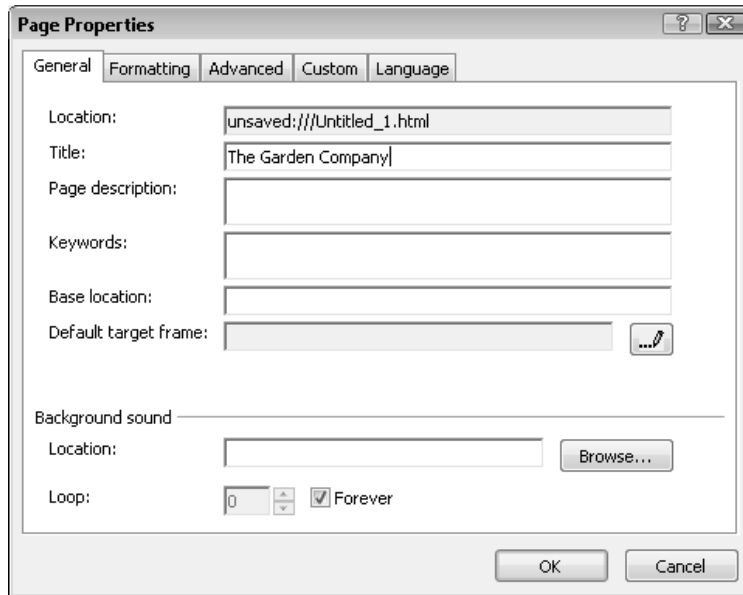 Page Properties
General Formatting Advanced Custom Language
Location: unsaved:///Untitled_1.html
Title: The Garden Company
Page description:
Keywords:
Base location:
Default target frame: ...
Background sound
Location: Browse...
Loop: 0 Forever
OK Cancel